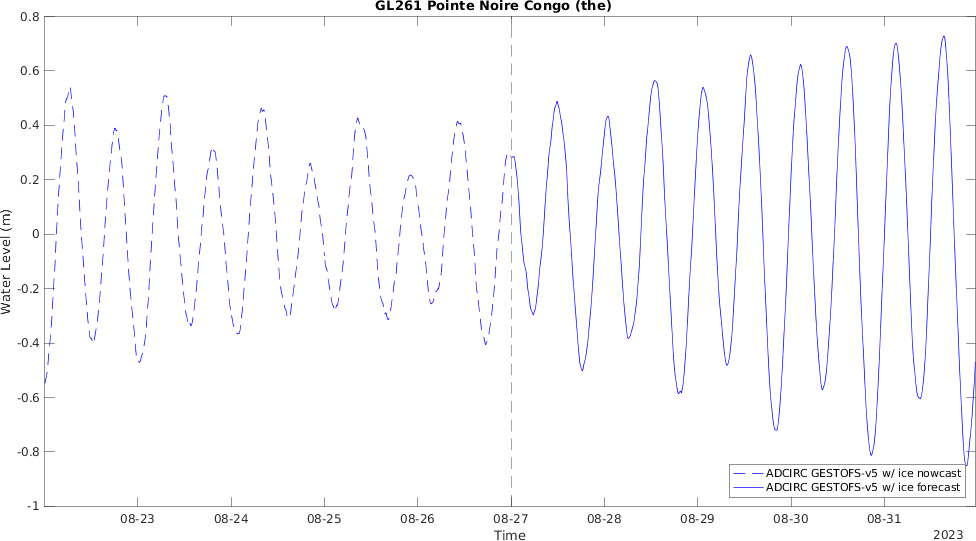 GL261 Pointe Noire Congo (the)
Water Level (m)
0.8
0.6
0.4
0.2
0
-0.2
-0.4
-0.6
-0.8
-1
ADCIRC GESTOFS-v5 w/ ice nowcast
ADCIRC GESTOFS-v5 w/ ice forecast
08-23 08-24 08-25 08-26 08-27 08-28 08-29 08-30 08-31
Time
2023